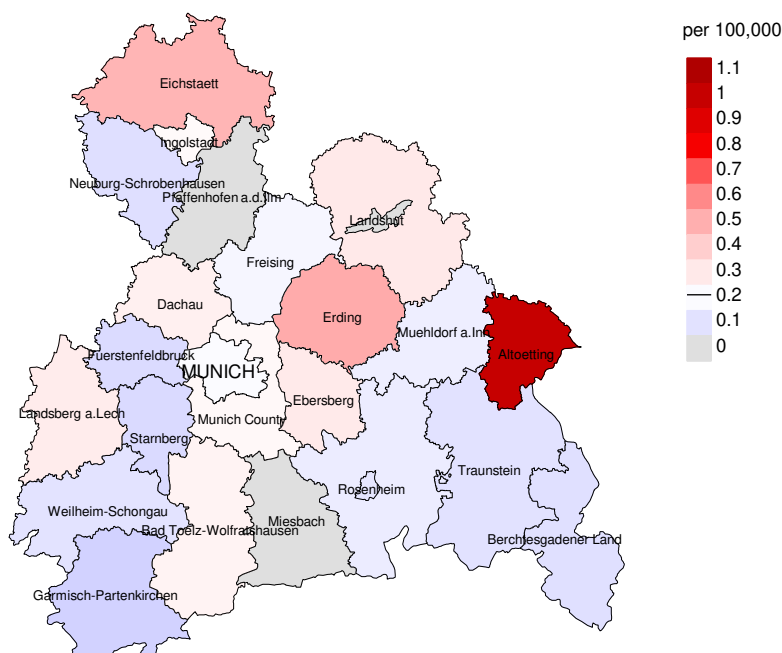 per 100,000
1.1
1
0.9
0.8
0.7
0.6
0.5
0.4
0.3
0.2
0.1
0
Eichstaett
Ingolstadt
Neuburg-Schrobenhausen
Pfaffenhofen a.d.Ilm
Landshut
Freising
Dachau
Erding
Muehldorf a.Inn
Altoetting
Fuerstenfeldbruck
MUNICH
Ebersberg
Landsberg a.Lech
Munich County
Starnberg
Traunstein
Rosenheim
Weilheim-Schongau
Miesbach
Bad Toelz-Wolfratshausen
Berchtesgadener Land
Garmisch-Partenkirchen